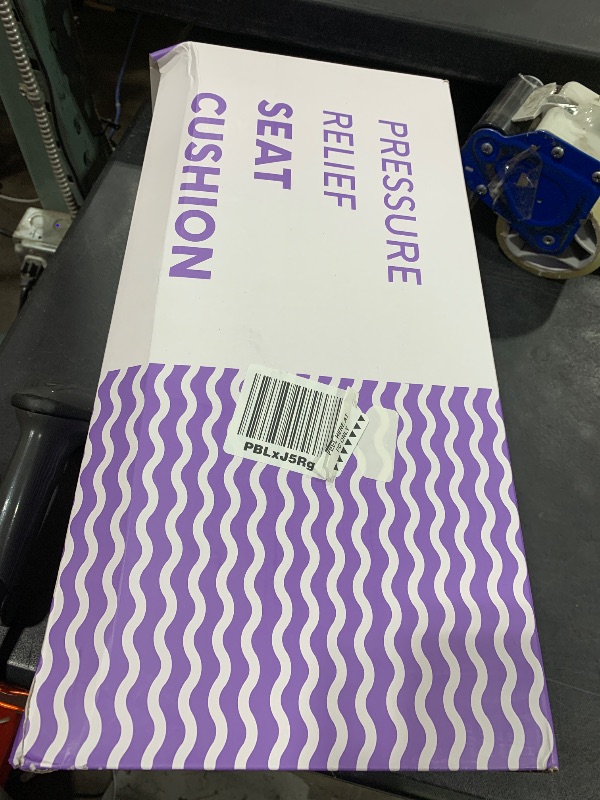 PRESSURE
RELIEF
SEAT
CUSHION
PBLxJ5Rg